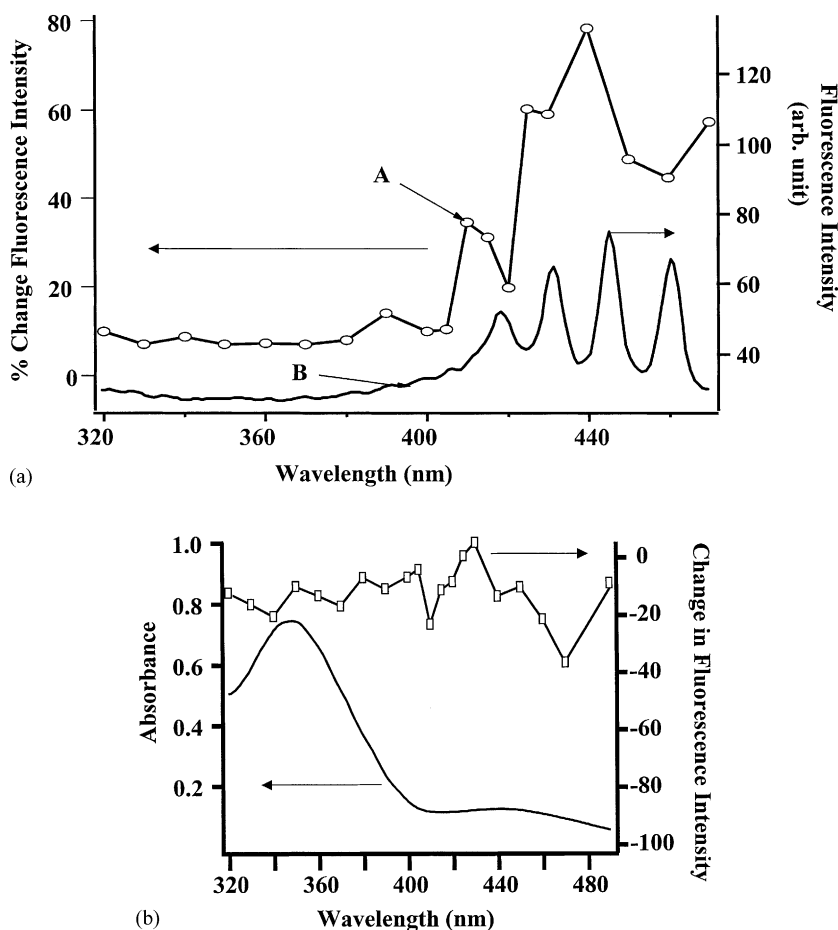 80
60
40
20
0
% Change Fluorescence Intensity
A
B
120
100
80
60
40
Fluorescence Intensity
(arb. unit)
320
360
400
440
Wavelength (nm)
(a)
1.0
0.8
0.6
0.4
0.2
Absorbance
0
-20
-40
-60
-80
-100
Change in Fluorescence Intensity
320
360
400
440
480
Wavelength (nm)
(b)